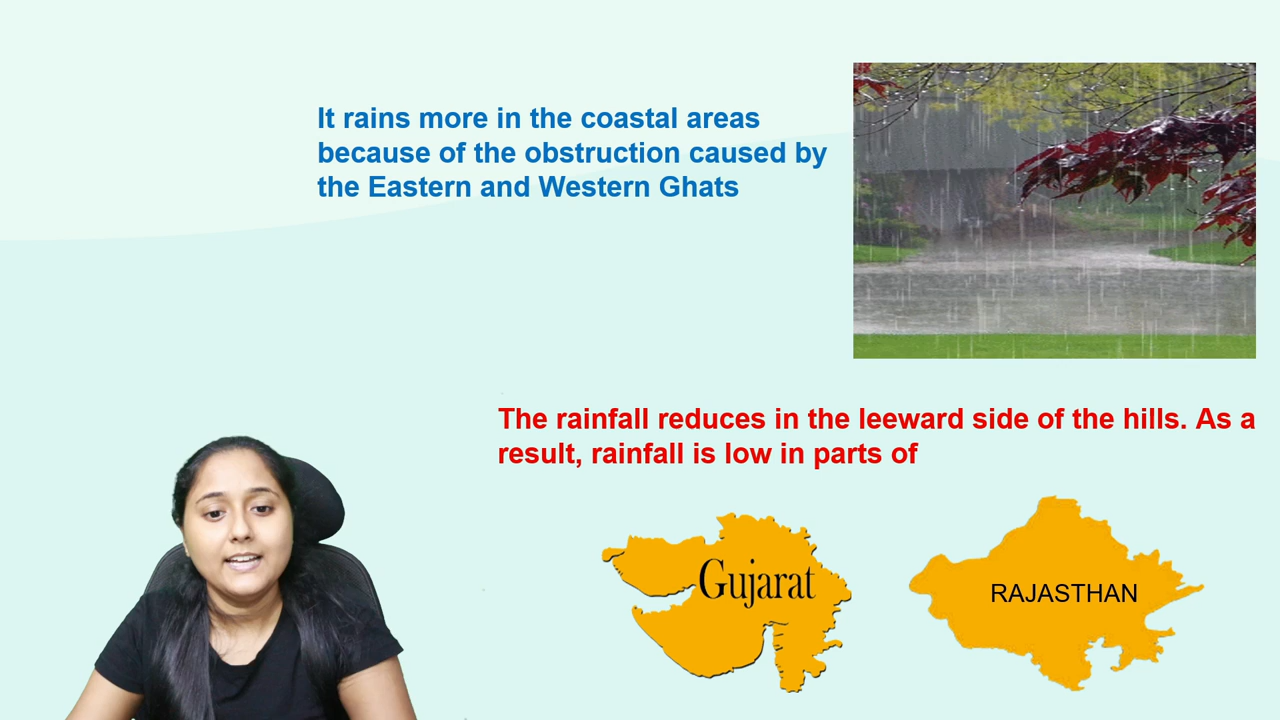 It rains more in the coastal areas
because of the obstruction caused by
the Eastern and Western Ghats
The rainfall reduces in the leeward side of the hills. As a
result, rainfall is low in parts of
Gujarat
RAJASTHAN